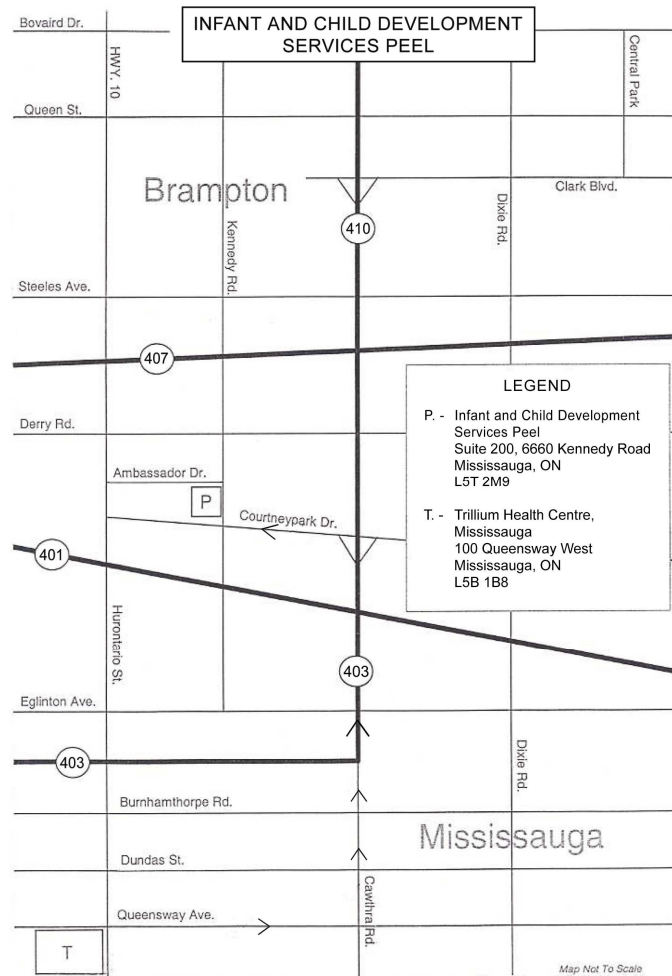 INFANT AND CHILD DEVELOPMENT
SERVICES PEEL
Bovaird Dr.
HWY. 10
Central Park
Queen St.
Brampton
Clark Blvd.
Kennedy Rd.
410
Dixie Rd.
Steeles Ave.
407
LEGEND
P. - Infant and Child Development
Services Peel
Suite 200, 6660 Kennedy Road
Mississauga, ON
L5T 2M9
T. - Trillium Health Centre,
Mississauga
100 Queensway West
Mississauga, ON
L5B 1B8
Derry Rd.
Ambassador Dr.
P
Courtneypark Dr.
401
Hurontario St.
403
Eglinton Ave.
403
Dixie Rd.
Burnhamthorpe Rd.
Mississauga
Dundas St.
Cawthra Rd.
Queensway Ave.
T
Map Not To Scale